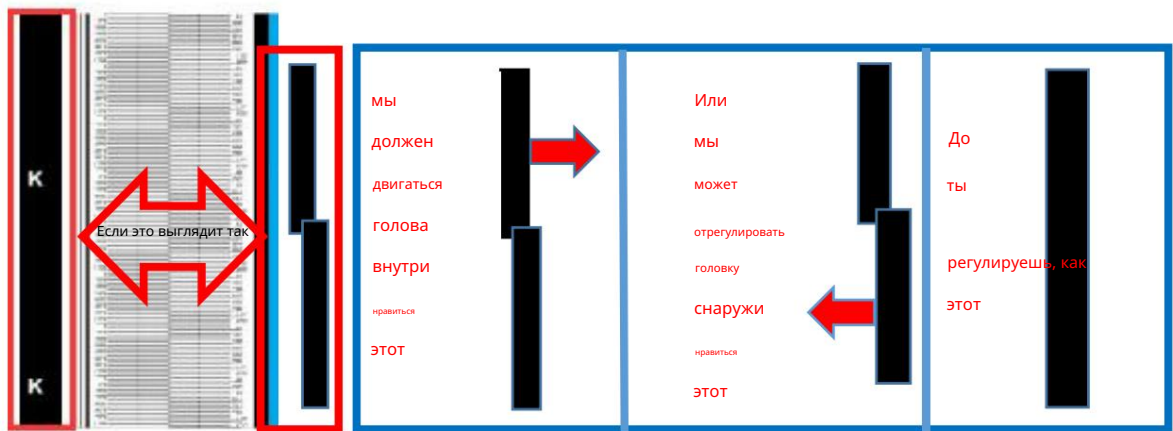 K
K
Если это выглядит так
мы
должен
двигаться
голова
внутри
нравиться
этот
Или
мы
может
отрегулировать
головку
снаружи
нравиться
этот
До
ты
регулируешь, как
этот